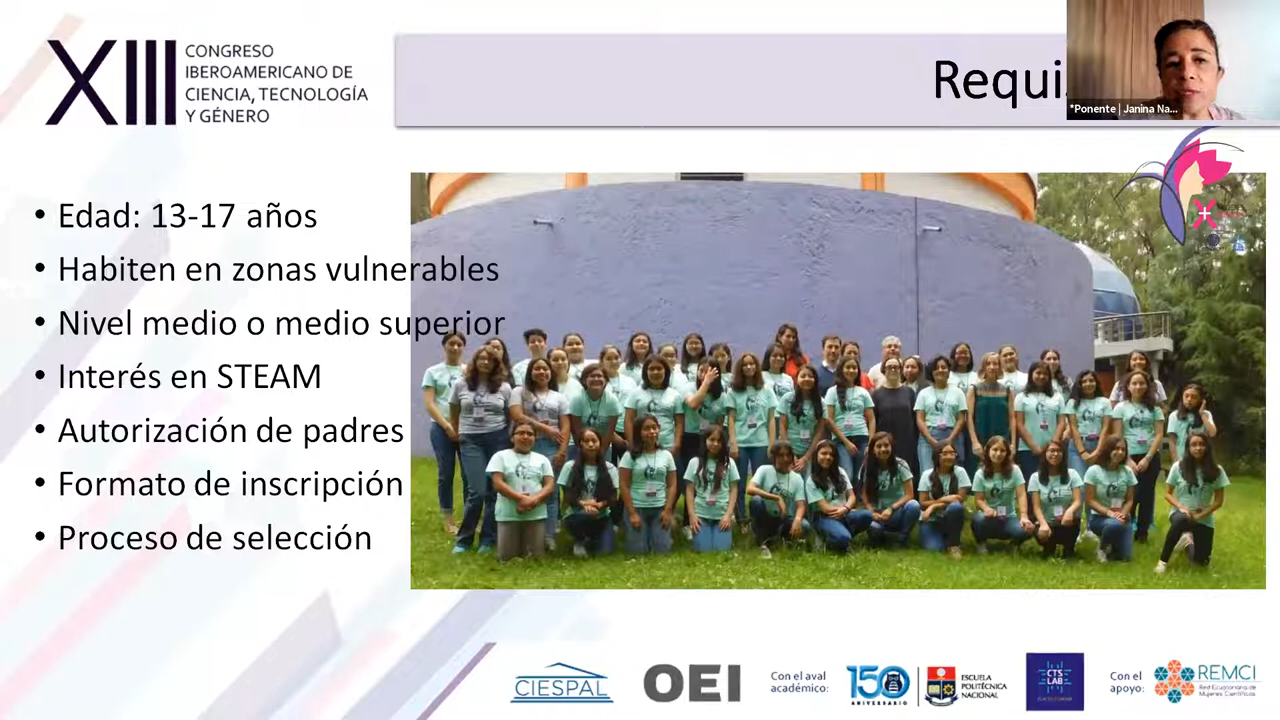 XIII
CONGRESO
IBEROAMERICANO DE
CIENCIA, TECNOLOGÍA
Y GÉNERO
Requi
*Ponente | Janina Na...
• Edad: 13-17 años
• Habiten en zonas vulnerables
• Nivel medio o medio superior
• Interés en STEAM
• Autorización de padres
• Formato de inscripción
• Proceso de selección
CIESPAL
OEI
Con el aval
académico:
150
ANIVERSARIO
ESCUELA
POLITÉCNICA
NACIONAL
CTS
LAB
Con el
apoyo:
REMCI
Red Ecuatoriana de
Mujeres Científicas